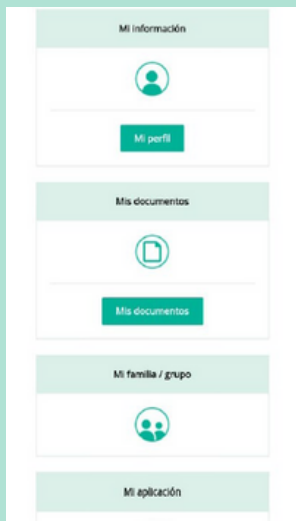 Mi información
Mi perfil
Mis documentos
Mis documentos
Mi familia / grupo
Mi aplicación